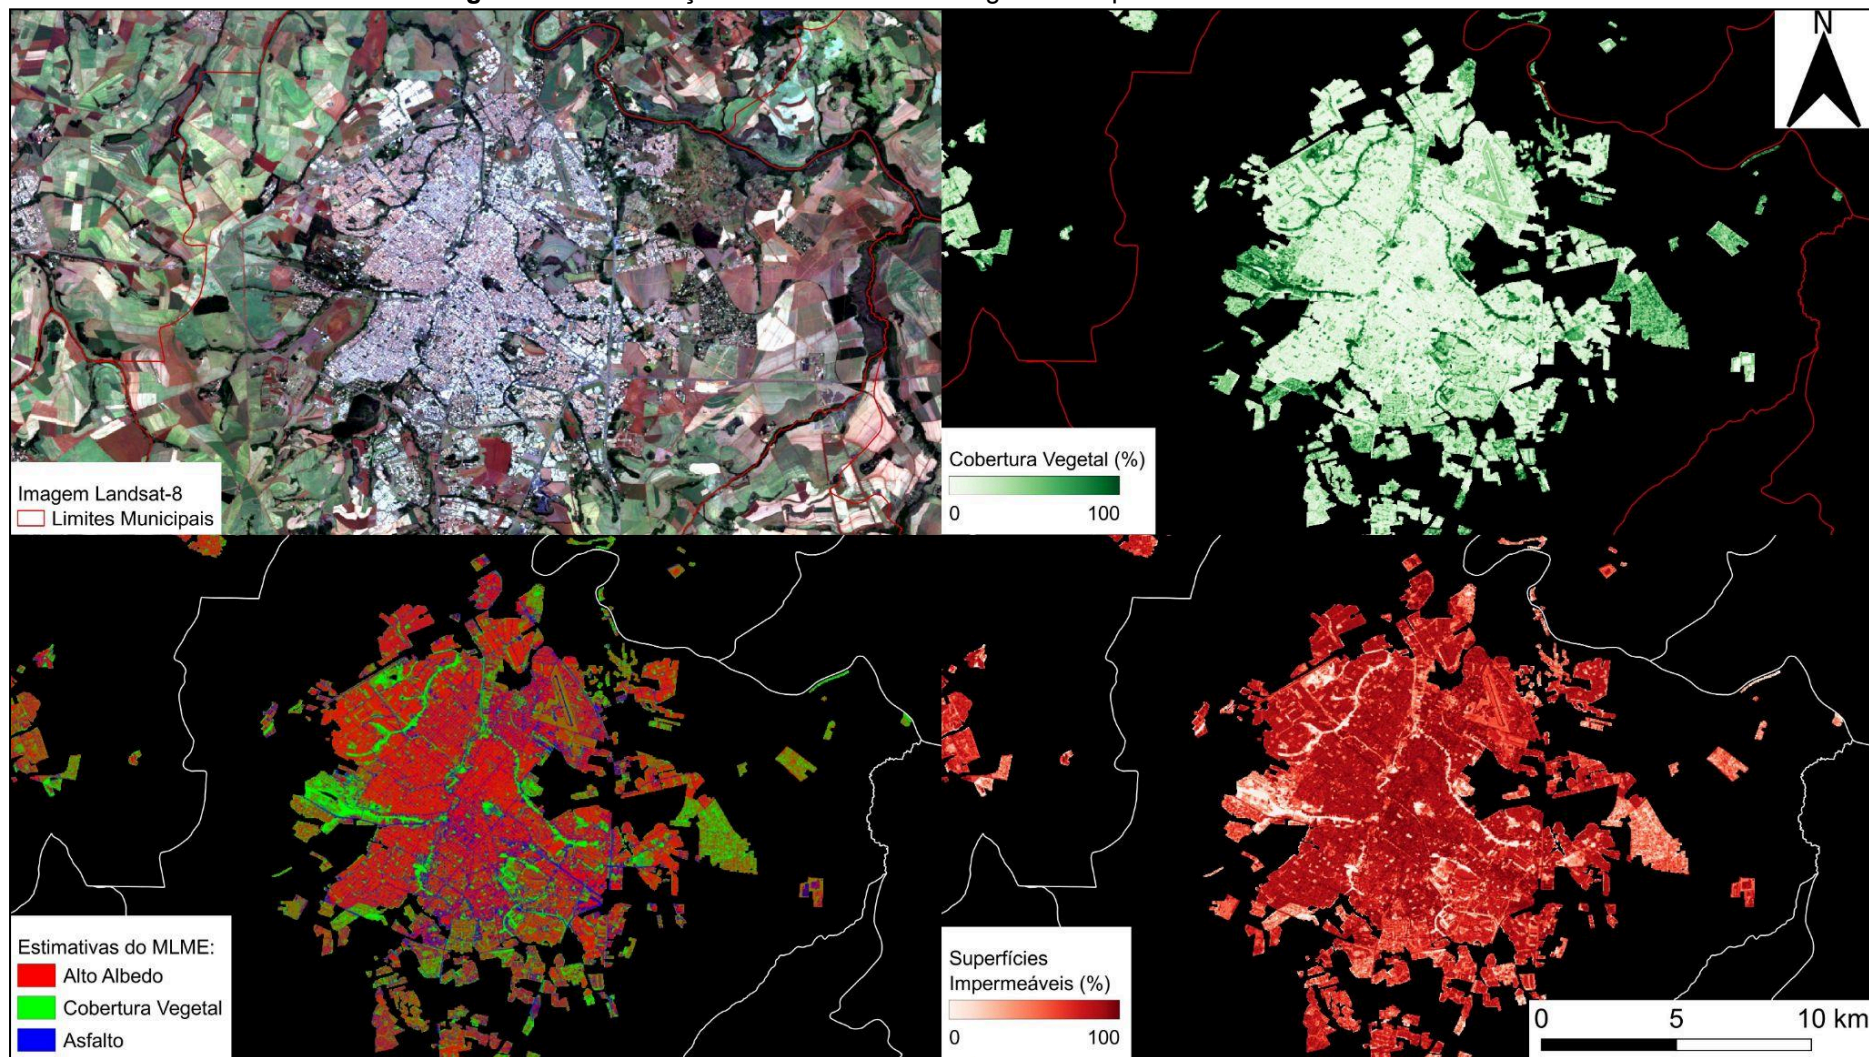 N
Imagem Landsat-8
Limites Municipais
Cobertura Vegetal (%)
0 100
Estimativas do MLME:
Alto Albedo
Cobertura Vegetal
Asfalto
Superfícies
Impermeáveis (%)
0 100
0 5 10 km